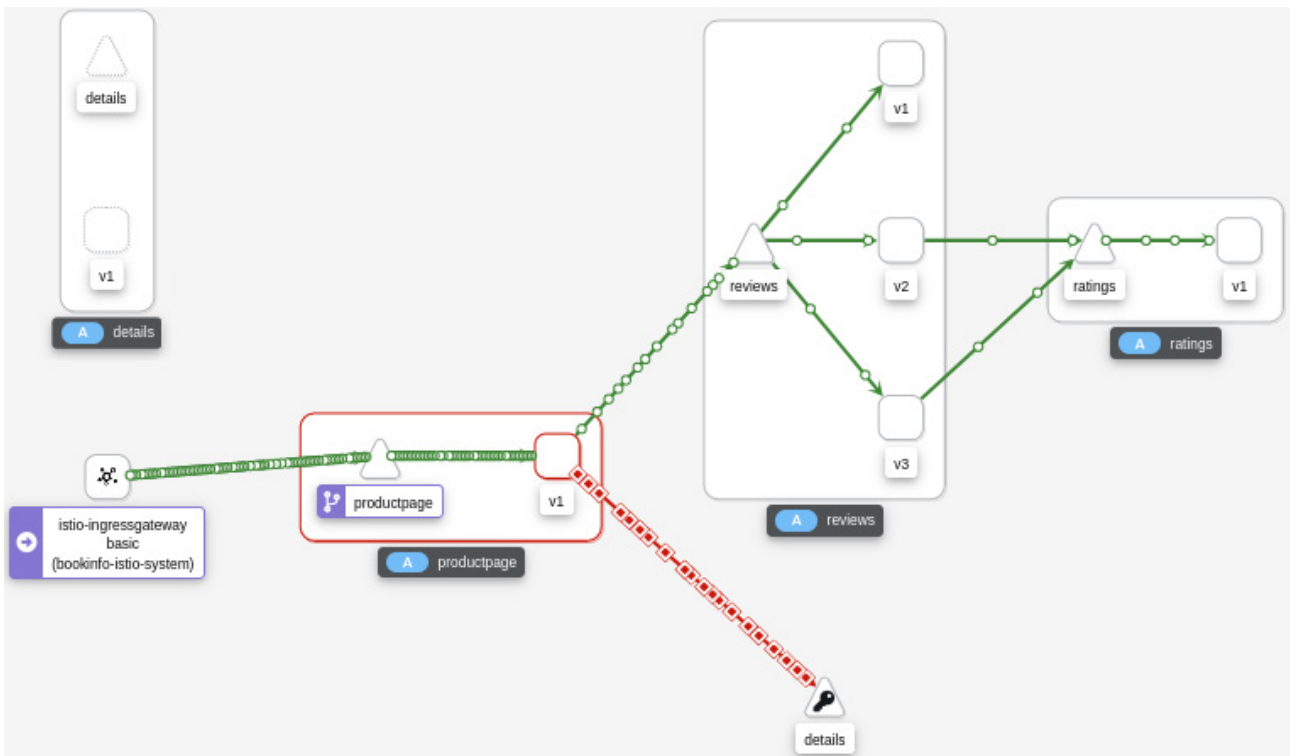 details
v1
A details
istio-ingressgateway
basic
(bookinfo-istio-system)
productpage
v1
A productpage
reviews
v1
v2
v3
A reviews
ratings
v1
A ratings
details